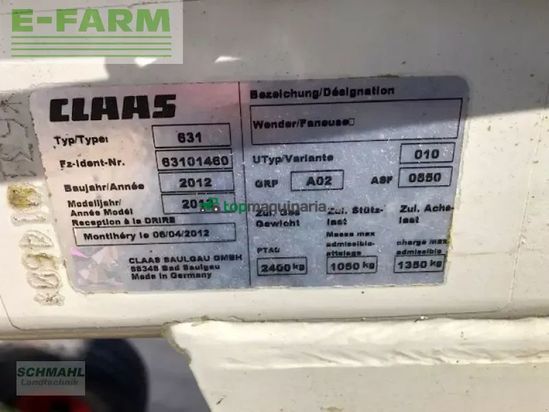 E-FARM
CLAAS
Typ/Type: 631
Fz-Ident-Nr. 63101460
Baujahr/Année 2012
Modelljahr/
Année Model
Reception à la DRIRE
Montlhéry le 06/04/2012
CLAAS SAULGAU GMBH
88348 Bad Saulgau
Made in Germany
Bezeichung/Désignation
Wender/Faneuse
UTyp/Variante 010
GRP A02 ASF 0550
Zul. Ges
Gewicht
PTAC
2400 kg
Zul. Stütz-
last
Masse max
admissible-
attelage
1050 kg
Zul. Achs-
last
charge max
admissible
1350 kg
topmaquinaria
SCHMAHL
Landtechnik